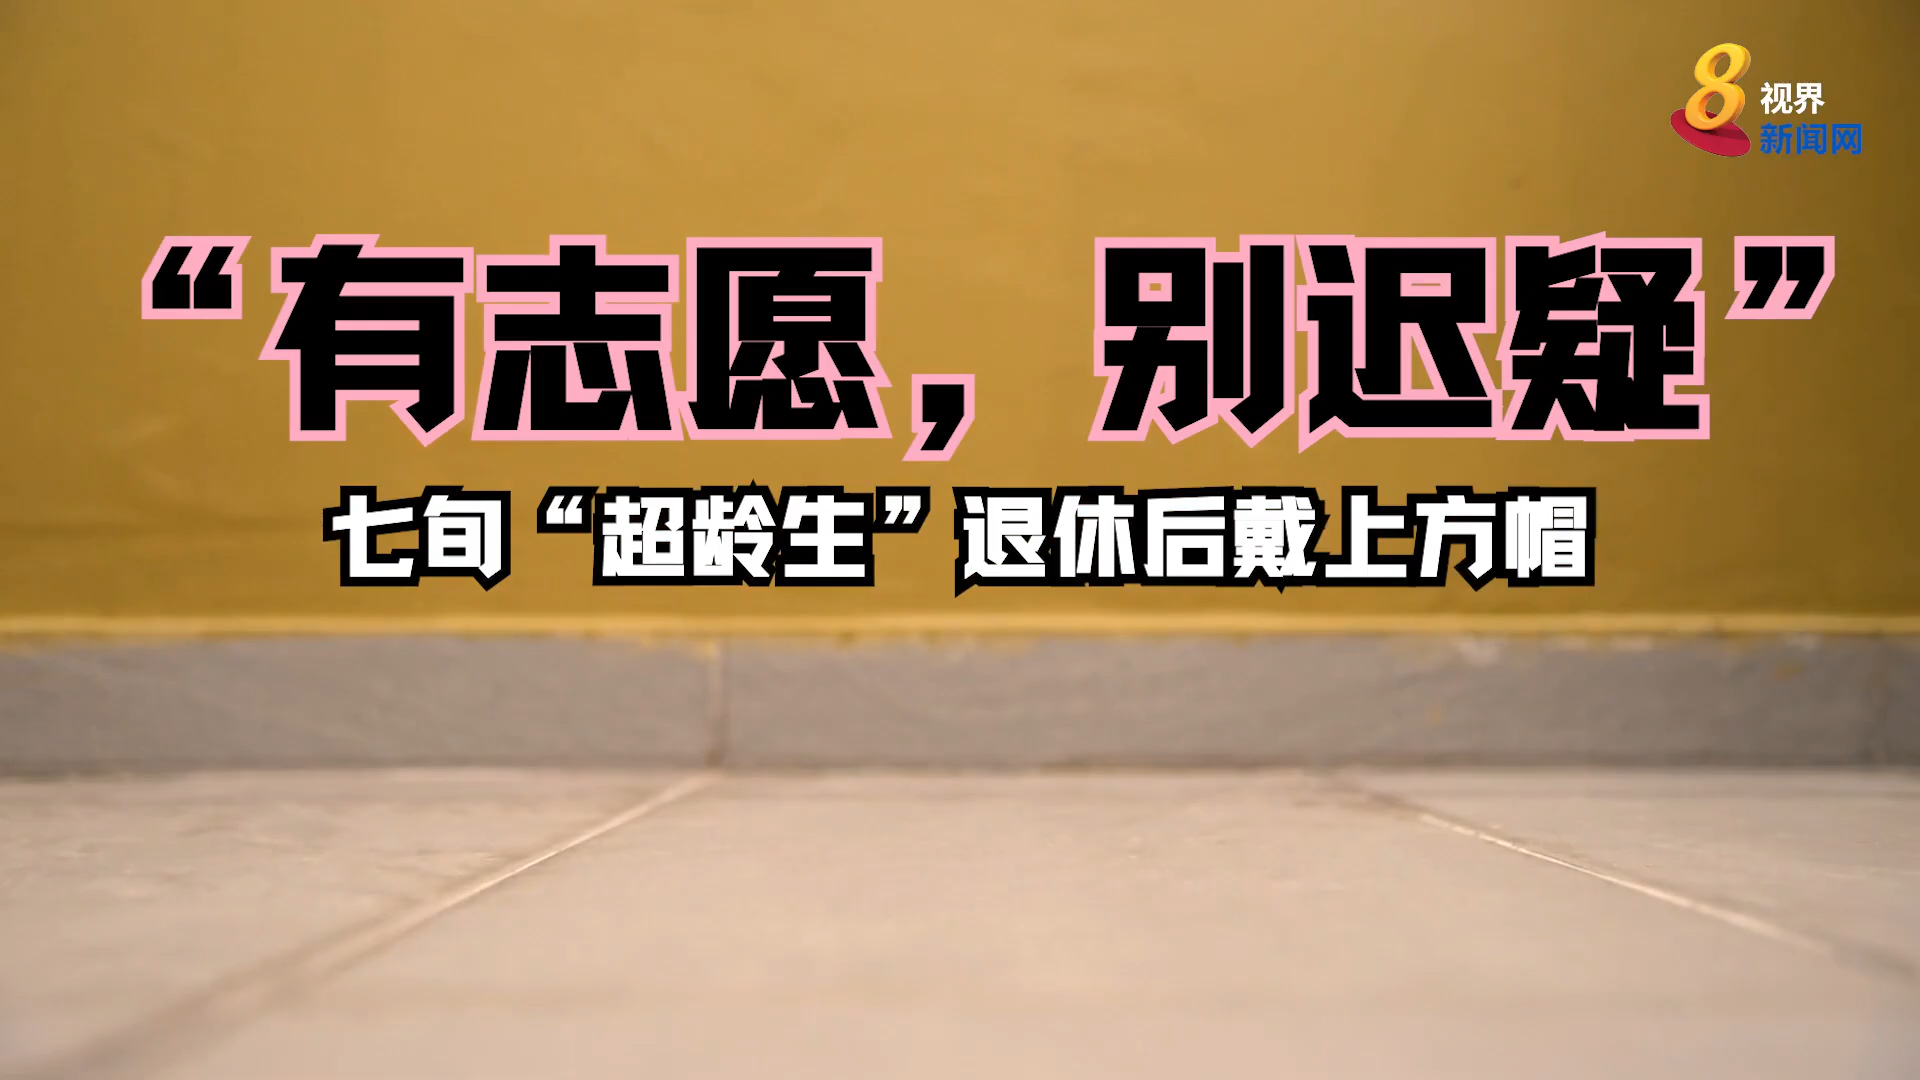 视界
新闻网
“有志愿，别迟疑”
七旬“超龄生”退休后戴上方帽